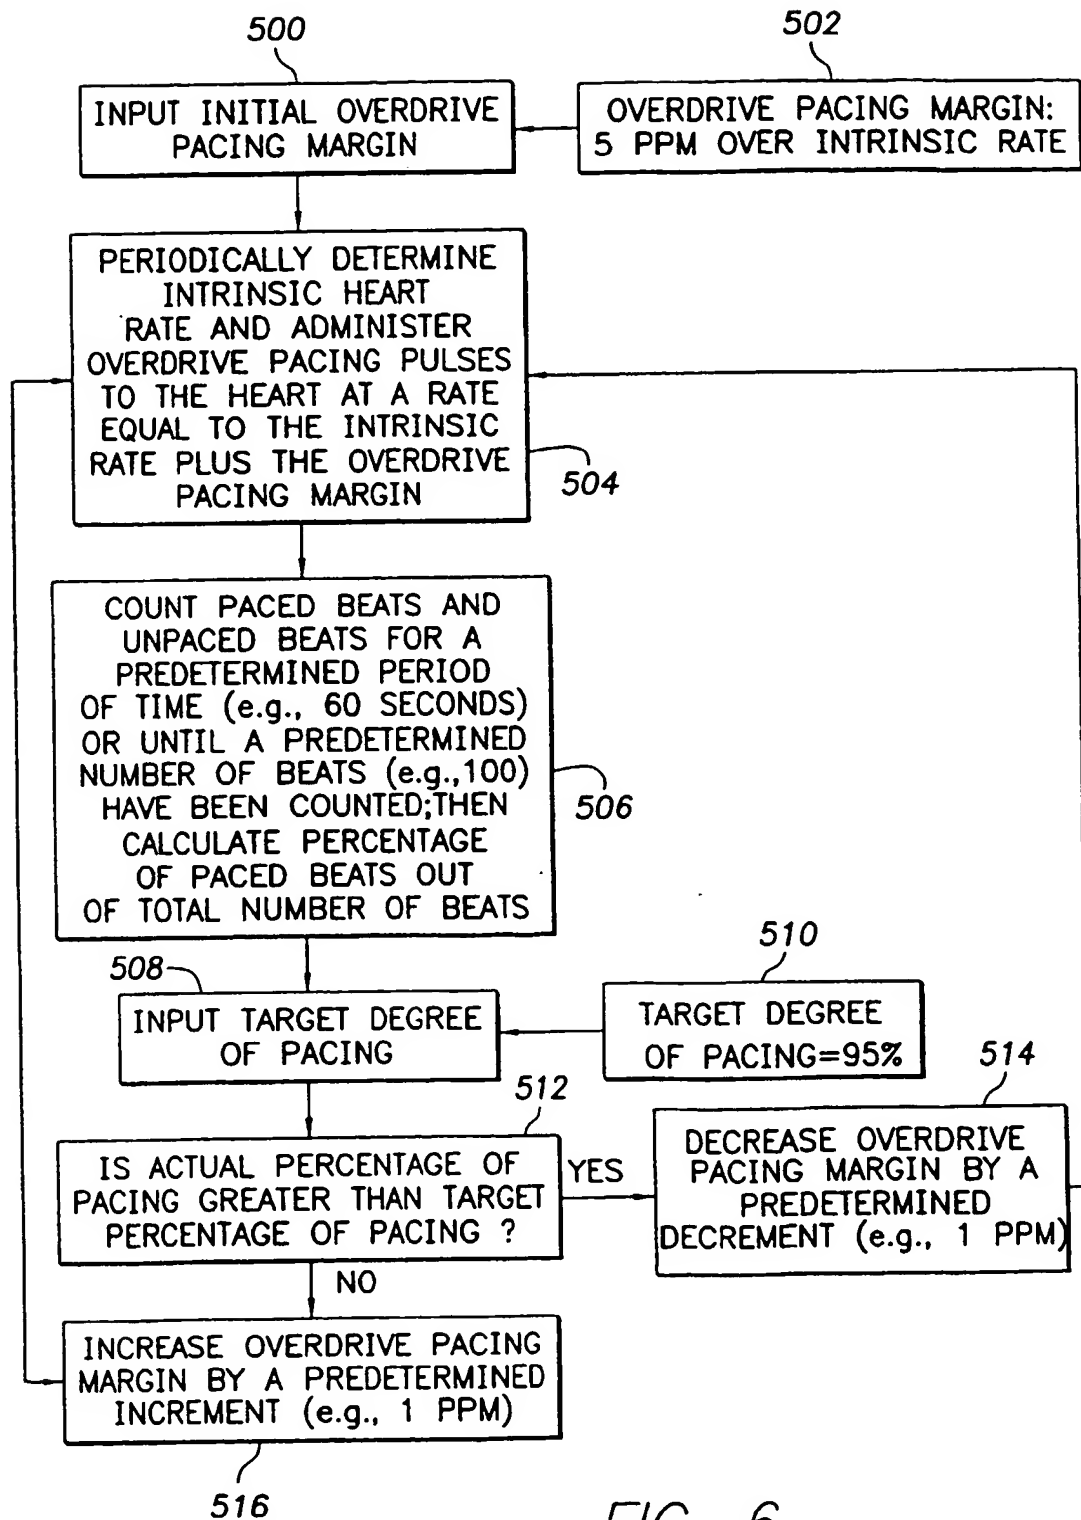 500
502
INPUT INITIAL OVERDRIVE
PACING MARGIN
OVERDRIVE PACING MARGIN:
5 PPM OVER INTRINSIC RATE
PERIODICALLY DETERMINE
INTRINSIC HEART
RATE AND ADMINISTER
OVERDRIVE PACING PULSES
TO THE HEART AT A RATE
EQUAL TO THE INTRINSIC
RATE PLUS THE OVERDRIVE
PACING MARGIN
504
COUNT PACED BEATS AND
UNPACED BEATS FOR A
PREDETERMINED PERIOD
OF TIME (e.g., 60 SECONDS)
OR UNTIL A PREDETERMINED
NUMBER OF BEATS (e.g.,100)
HAVE BEEN COUNTED;THEN
CALCULATE PERCENTAGE
OF PACED BEATS OUT
OF TOTAL NUMBER OF BEATS
506
508
INPUT TARGET DEGREE
OF PACING
510
TARGET DEGREE
OF PACING=95%
512
IS ACTUAL PERCENTAGE OF
PACING GREATER THAN TARGET
PERCENTAGE OF PACING ?
YES
514
DECREASE OVERDRIVE
PACING MARGIN BY A
PREDETERMINED
DECREMENT (e.g., 1 PPM)
NO
INCREASE OVERDRIVE PACING
MARGIN BY A PREDETERMINED
INCREMENT (e.g., 1 PPM)
516
FIG. 6